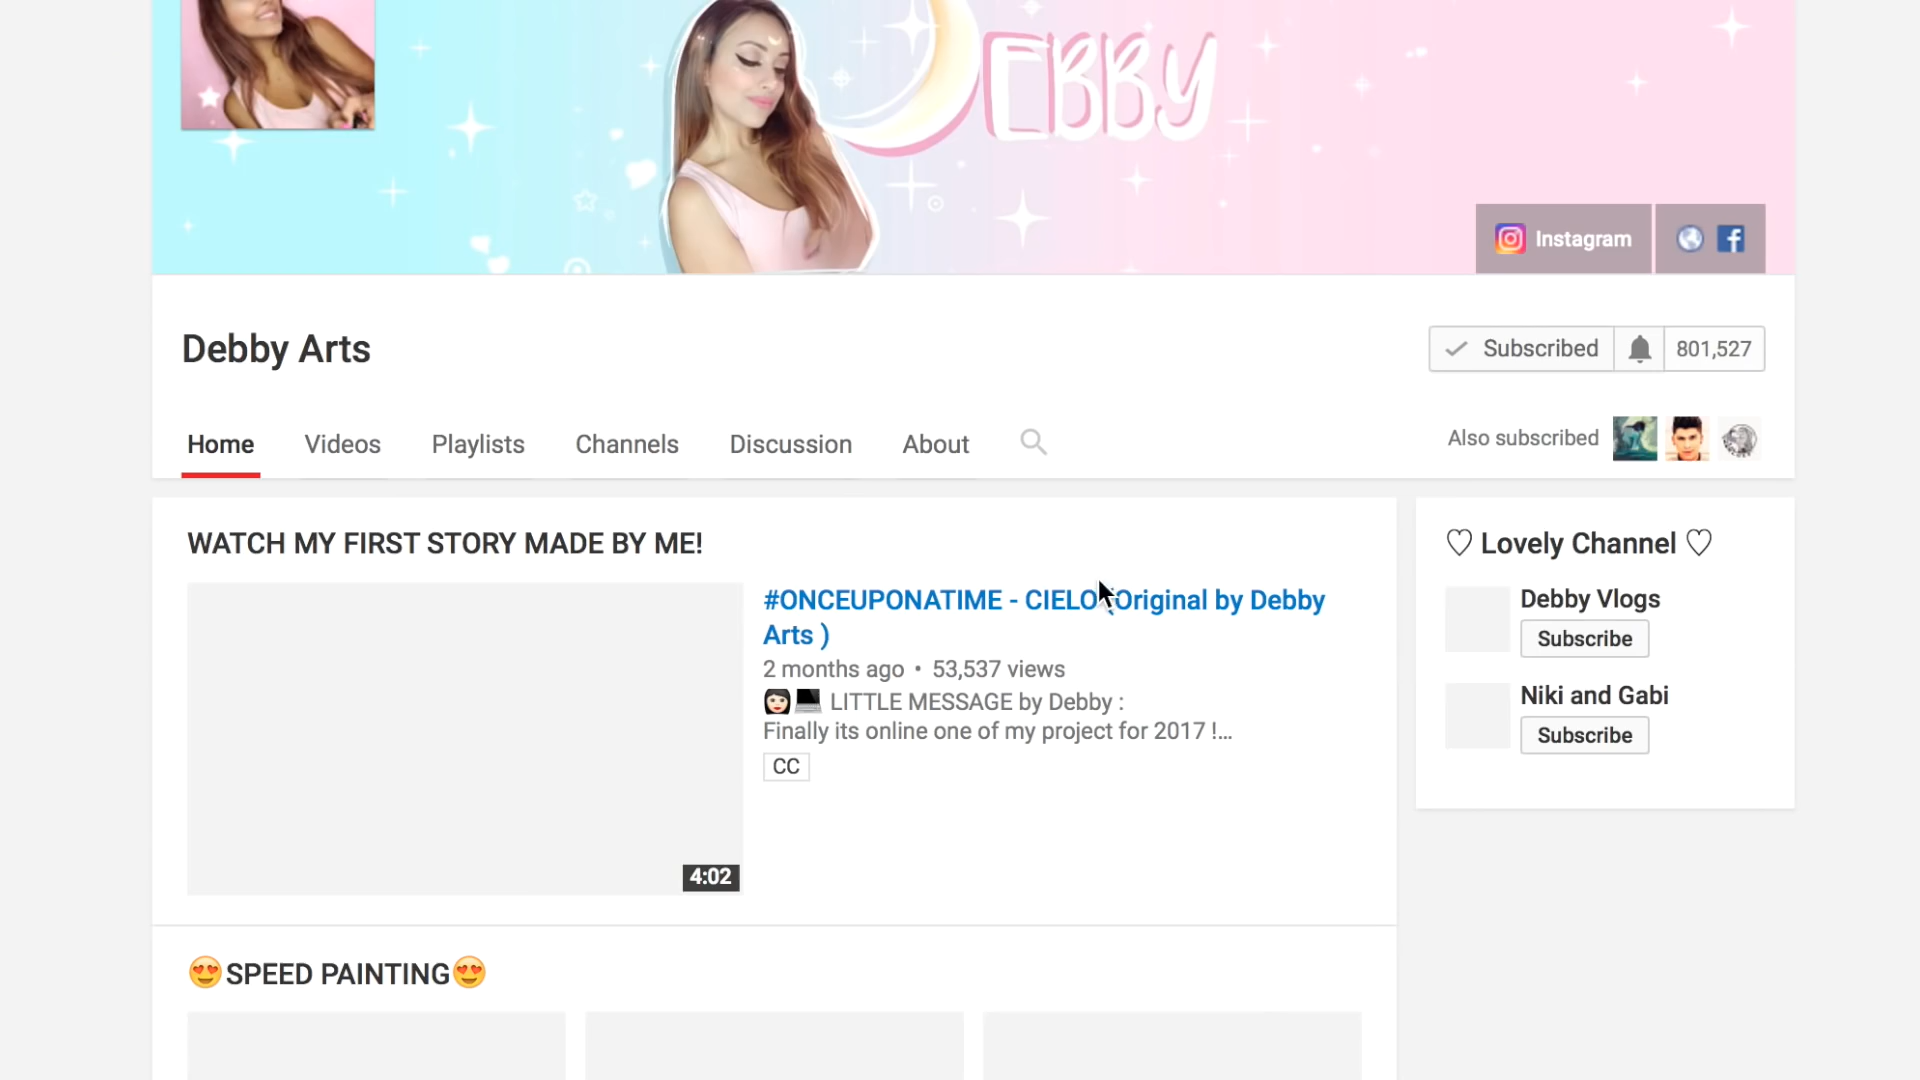 EBBY
Instagram
Debby Arts
Subscribed 801,527
Home Videos Playlists Channels Discussion About
Also subscribed
WATCH MY FIRST STORY MADE BY ME!
#ONCEUPONATIME - CIELO (Original by Debby
Arts )
2 months ago • 53,537 views
👩🏻💻 LITTLE MESSAGE by Debby :
Finally its online one of my project for 2017 !...
CC
4:02
😍SPEED PAINTING😍
♡ Lovely Channel ♡
Debby Vlogs
Subscribe
Niki and Gabi
Subscribe